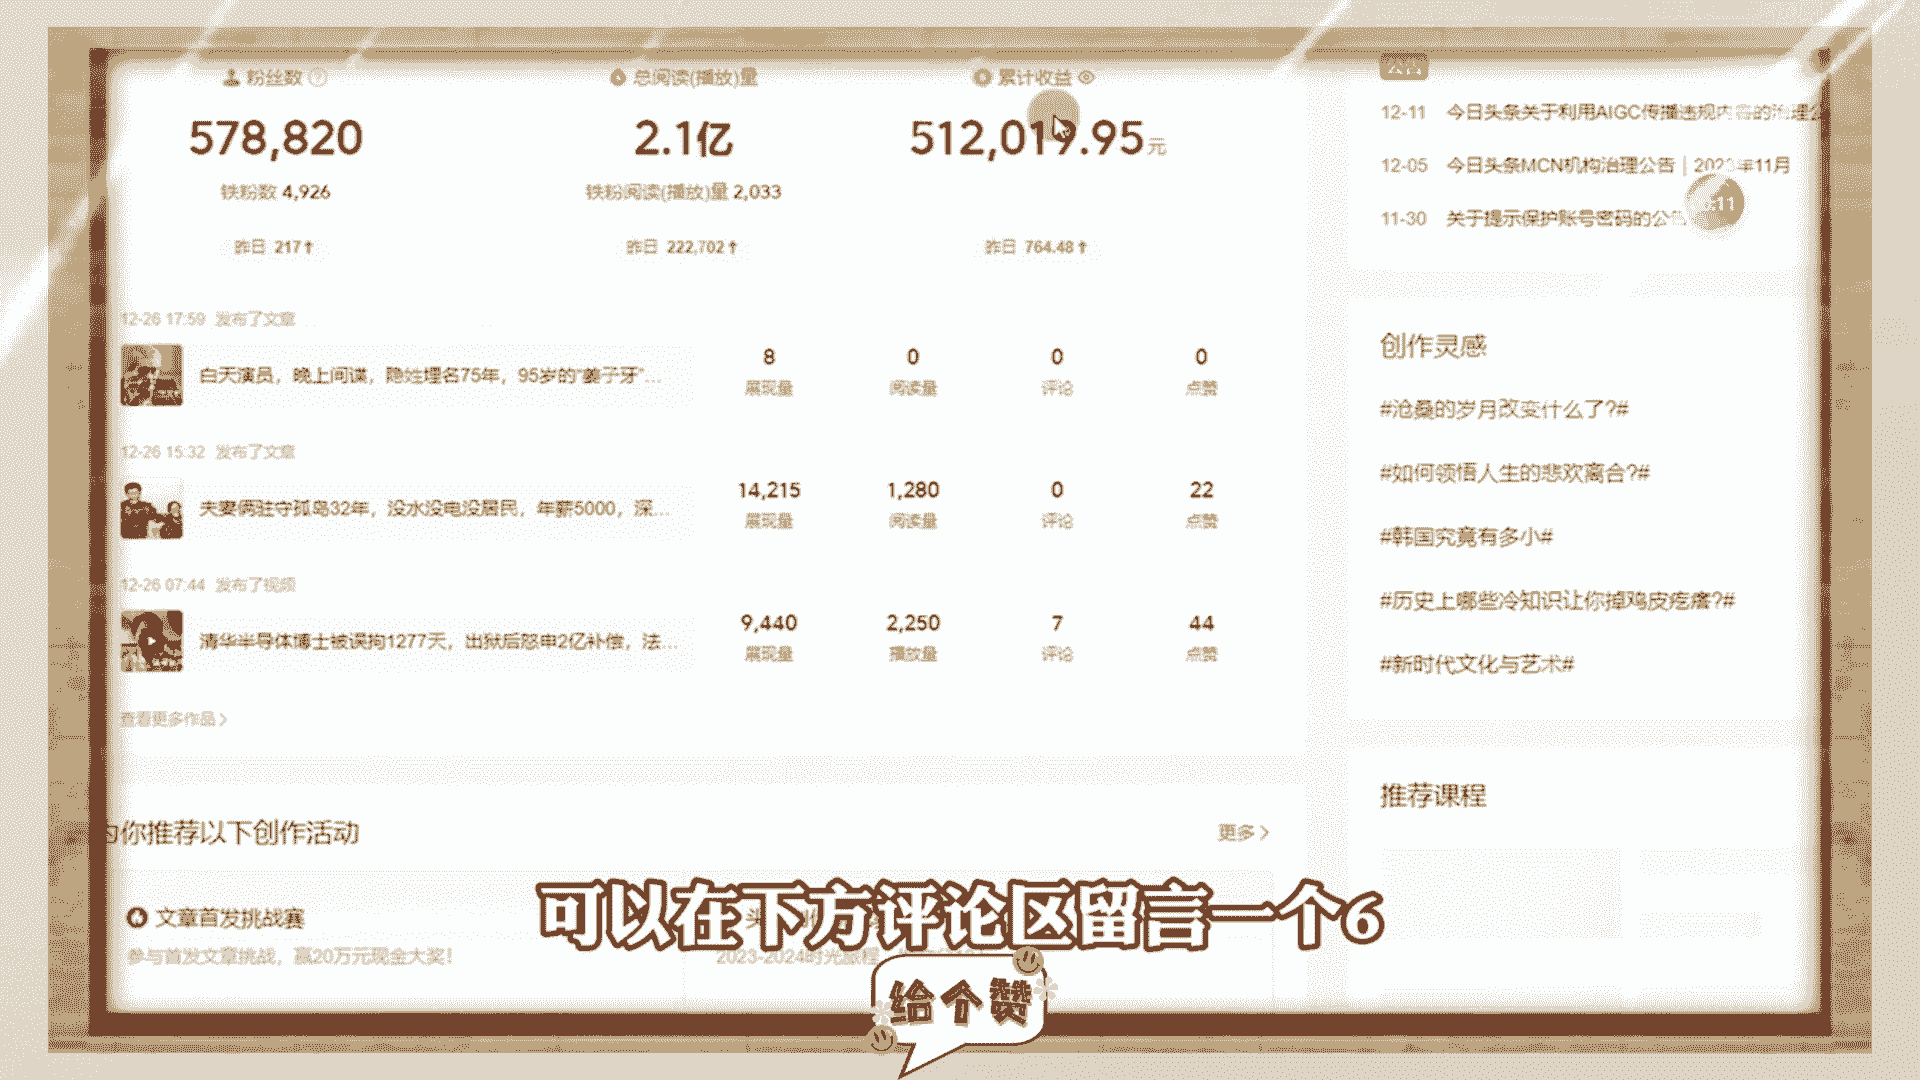 粉丝数
总阅读(播放)量
累计收益
578,820
2.1亿
512,019.95元
铁粉数 4,926
铁粉阅读(播放)量 2,033
昨日 217↑
昨日 222,702↑
昨日 764.48↑
公告
12-11 今日头条关于利用AIGC传播违规内容的治理公
12-05 今日头条MCN机构治理公告｜2023年11月
11-30 关于提示保护账号密码的公告
:11
12-26 17:59 发布了文章
白天演员，晚上间谍，隐姓埋名75年，95岁的“姜子牙”...
8
0
0
0
展现量
阅读量
评论
点赞
12-26 15:32 发布了文章
夫妻俩驻守孤岛32年，没水没电没居民，年薪5000，深...
14,215
1,280
0
22
展现量
阅读量
评论
点赞
12-26 07:44 发布了视频
清华半导体博士被误拘1277天，出狱后怒申2亿补偿，法...
9,440
2,250
7
44
展现量
播放量
评论
点赞
查看更多作品>
创作灵感
#沧桑的岁月改变什么了?#
#如何领悟人生的悲欢离合?#
#韩国究竟有多小#
#历史上哪些冷知识让你掉鸡皮疙瘩?#
#新时代文化与艺术#
推荐课程
为你推荐以下创作活动
更多>
文章首发挑战赛
参与首发文章挑战，赢20万元现金大奖！
2023-2024时光旅程
可以在下方评论区留言一个6
给个赞